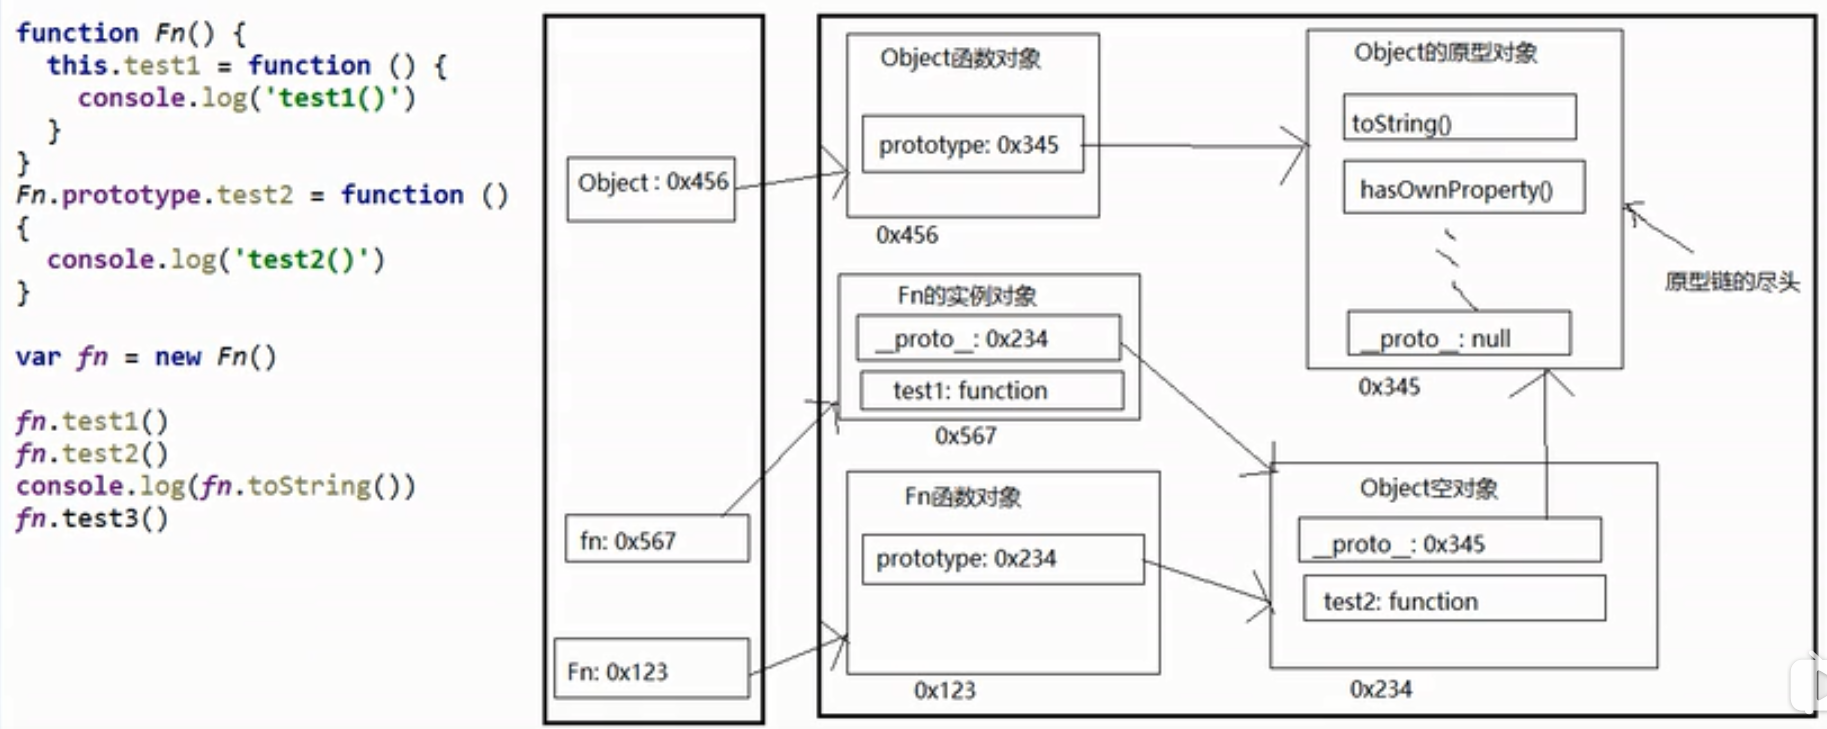 function Fn() {
this.test1 = function () {
console.log('test1()')
}
}
Fn.prototype.test2 = function ()
{
console.log('test2()')
}
var fn = new Fn()
fn.test1()
fn.test2()
console.log(fn.toString())
fn.test3()
Object : 0x456
fn: 0x567
Fn: 0x123
Object函数对象
prototype: 0x345
0x456
Fn的实例对象
__proto__: 0x234
test1: function
0x567
Fn函数对象
prototype: 0x234
0x123
Object的原型对象
toString()
hasOwnProperty()
__proto__: null
0x345
原型链的尽头
Object空对象
__proto__: 0x345
test2: function
0x234